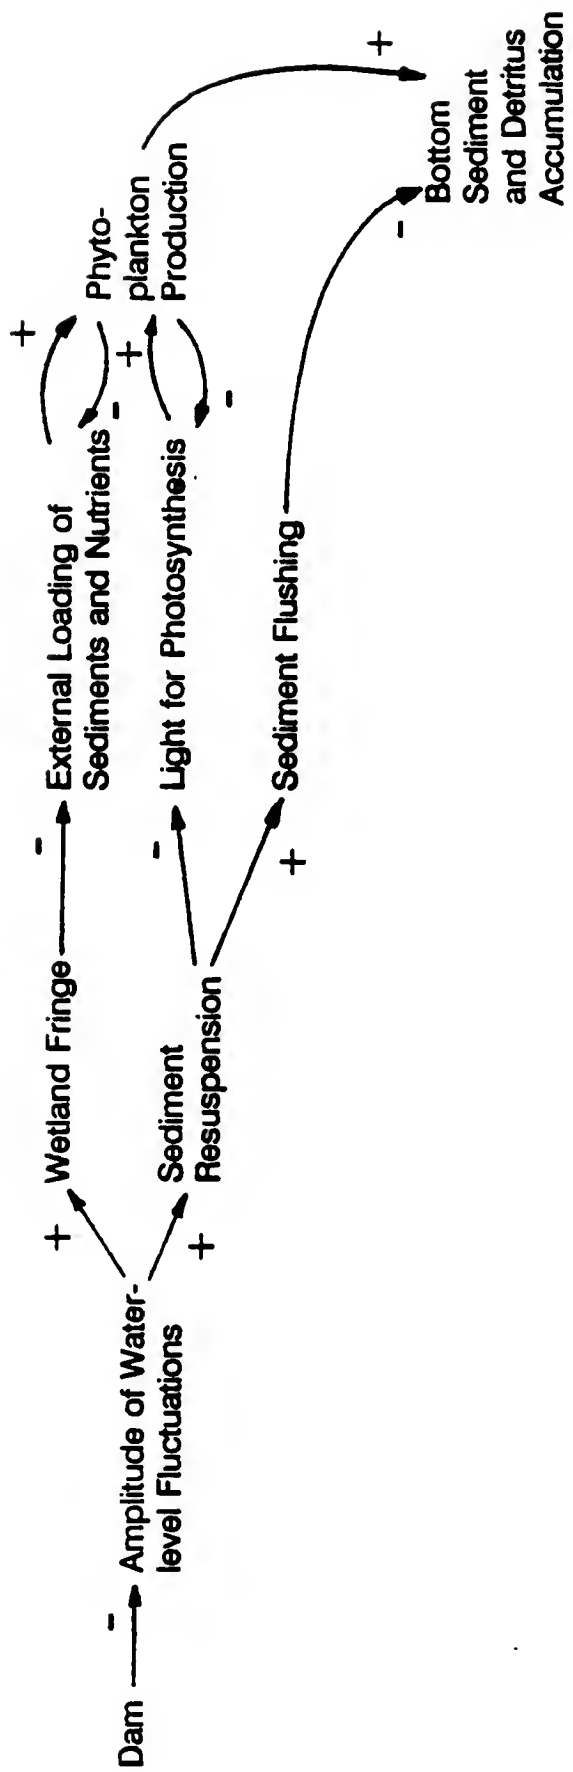 Dam
-
Amplitude of Water-
level Fluctuations
+
+
Wetland Fringe
Sediment
Resuspension
-
-
+
External Loading of
Sediments and Nutrients
Light for Photosynthesis
Sediment Flushing
+
-
+
-
Phyto-
plankton
Production
+
-
Bottom
Sediment
and Detritus
Accumulation